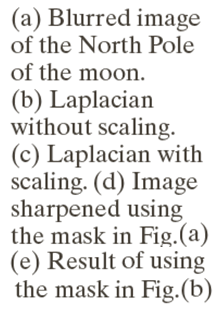 (a) Blurred image
of the North Pole
of the moon.
(b) Laplacian
without scaling.
(c) Laplacian with
scaling. (d) Image
sharpened using
the mask in Fig.(a)
(e) Result of using
the mask in Fig.(b)